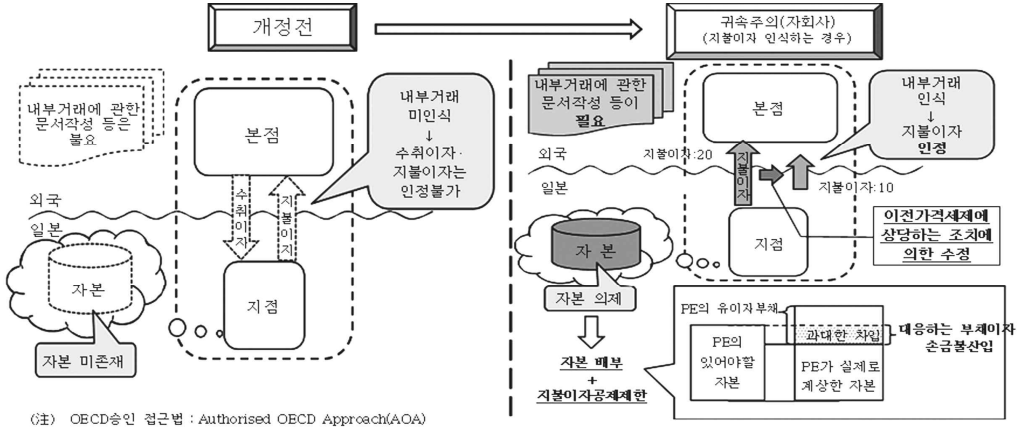 개정전
귀속주의(자회사)
(지불이자 인식하는 경우)
내부거래에 관한
문서작성 등은
불요
본점
내부거래
미인식
↓
수취이자·
지불이자는
인정불가
수취이자
지불이자
외국
일본
자본
지점
자본 미존재
내부거래에 관한
문서작성 등이
필요
본점
내부거래
인식
↓
지불이자
인정
외국
지불이자:20
지불이자
일본
지불이자:10
이전가격세제에
상당하는 조치에
의한 수정
자 본
지점
자본 의제
자본 배부
+
지불이자공제제한
PE의 유이자부채
PE의
있어야할
자본
과대한 차입
PE가 실제로
계상한 자본
대응하는 부채이자
손금불산입
(注) OECD승인 접근법 : Authorised OECD Approach(AOA)